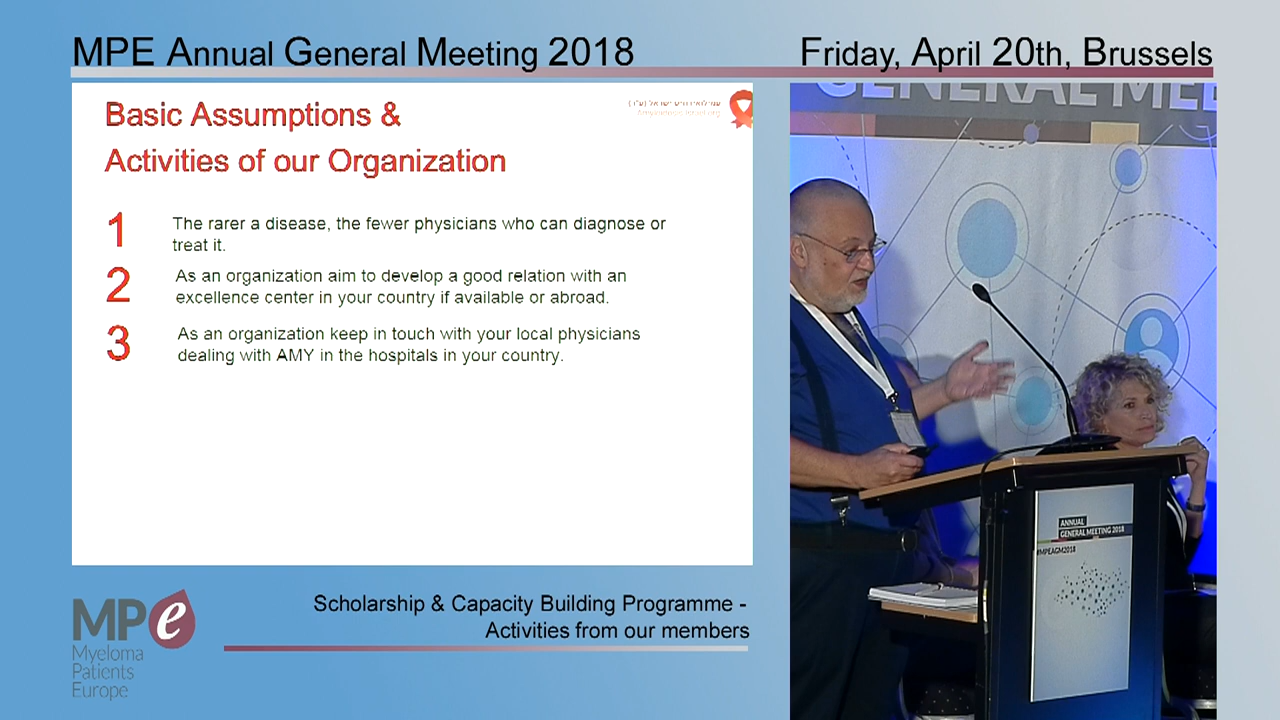 MPE Annual General Meeting 2018
Friday, April 20th, Brussels
Basic Assumptions &
Activities of our Organization
1 The rarer a disease, the fewer physicians who can diagnose or
treat it.
2 As an organization aim to develop a good relation with an
excellence center in your country if available or abroad.
3 As an organization keep in touch with your local physicians
dealing with AMY in the hospitals in your country.
GENERAL MEE
ANNUAL
GENERAL MEETING 2018
#MPEAGM2018
Scholarship & Capacity Building Programme -
Activities from our members
MPe
Myeloma
Patients
Europe